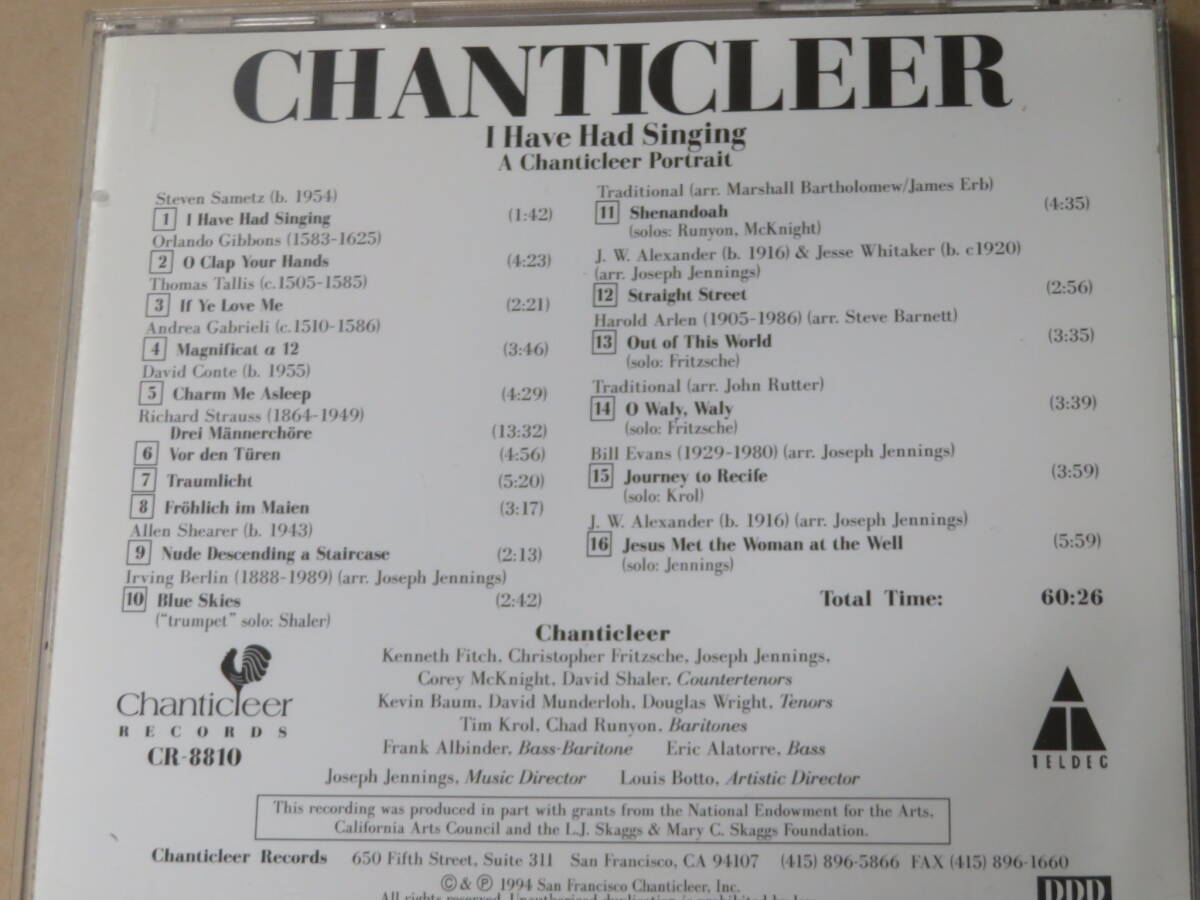 CHANTICLEER
I Have Had Singing
A Chanticleer Portrait
Steven Sametz (b. 1954)
1 I Have Had Singing (1:42)
Orlando Gibbons (1583-1625)
2 O Clap Your Hands (4:23)
Thomas Tallis (c.1505-1585)
3 If Ye Love Me (2:21)
Andrea Gabrieli (c.1510-1586)
4 Magnificat a 12 (3:46)
David Conte (b. 1955)
5 Charm Me Asleep (4:29)
Richard Strauss (1864-1949)
Drei Männerchöre (13:32)
6 Vor den Türen (4:56)
7 Traumlicht (5:20)
8 Fröhlich im Maien (3:17)
Allen Shearer (b. 1943)
9 Nude Descending a Staircase (2:13)
Irving Berlin (1888-1989) (arr. Joseph Jennings)
10 Blue Skies (2:42)
("trumpet" solo: Shaler)
Traditional (arr. Marshall Bartholomew/James Erb)
11 Shenandoah (4:35)
(solos: Runyon, McKnight)
J. W. Alexander (b. 1916) & Jesse Whitaker (b. c1920)
(arr. Joseph Jennings)
12 Straight Street (2:56)
Harold Arlen (1905-1986) (arr. Steve Barnett)
13 Out of This World (3:35)
(solo: Fritzsche)
Traditional (arr. John Rutter)
14 O Waly, Waly (3:39)
(solo: Fritzsche)
Bill Evans (1929-1980) (arr. Joseph Jennings)
15 Journey to Recife (3:59)
(solo: Krol)
J. W. Alexander (b. 1916) (arr. Joseph Jennings)
16 Jesus Met the Woman at the Well (5:59)
(solo: Jennings)
Total Time: 60:26
Chanticleer
Kenneth Fitch, Christopher Fritzsche, Joseph Jennings,
Corey McKnight, David Shaler, Countertenors
Kevin Baum, David Munderloh, Douglas Wright, Tenors
Tim Krol, Chad Runyon, Baritones
Frank Albinder, Bass-Baritone Eric Alatorre, Bass
Joseph Jennings, Music Director Louis Botto, Artistic Director
Chanticleer
RECORDS
CR-8810
TELDEC
This recording was produced in part with grants from the National Endowment for the Arts,
California Arts Council and the L.J. Skaggs & Mary C. Skaggs Foundation.
Chanticleer Records 650 Fifth Street, Suite 311 San Francisco, CA 94107 (415) 896-5866 FAX (415) 896-1660
© & ℗ 1994 San Francisco Chanticleer, Inc.
All rights reserved. Unauthorized duplication is prohibited by law.
DDD